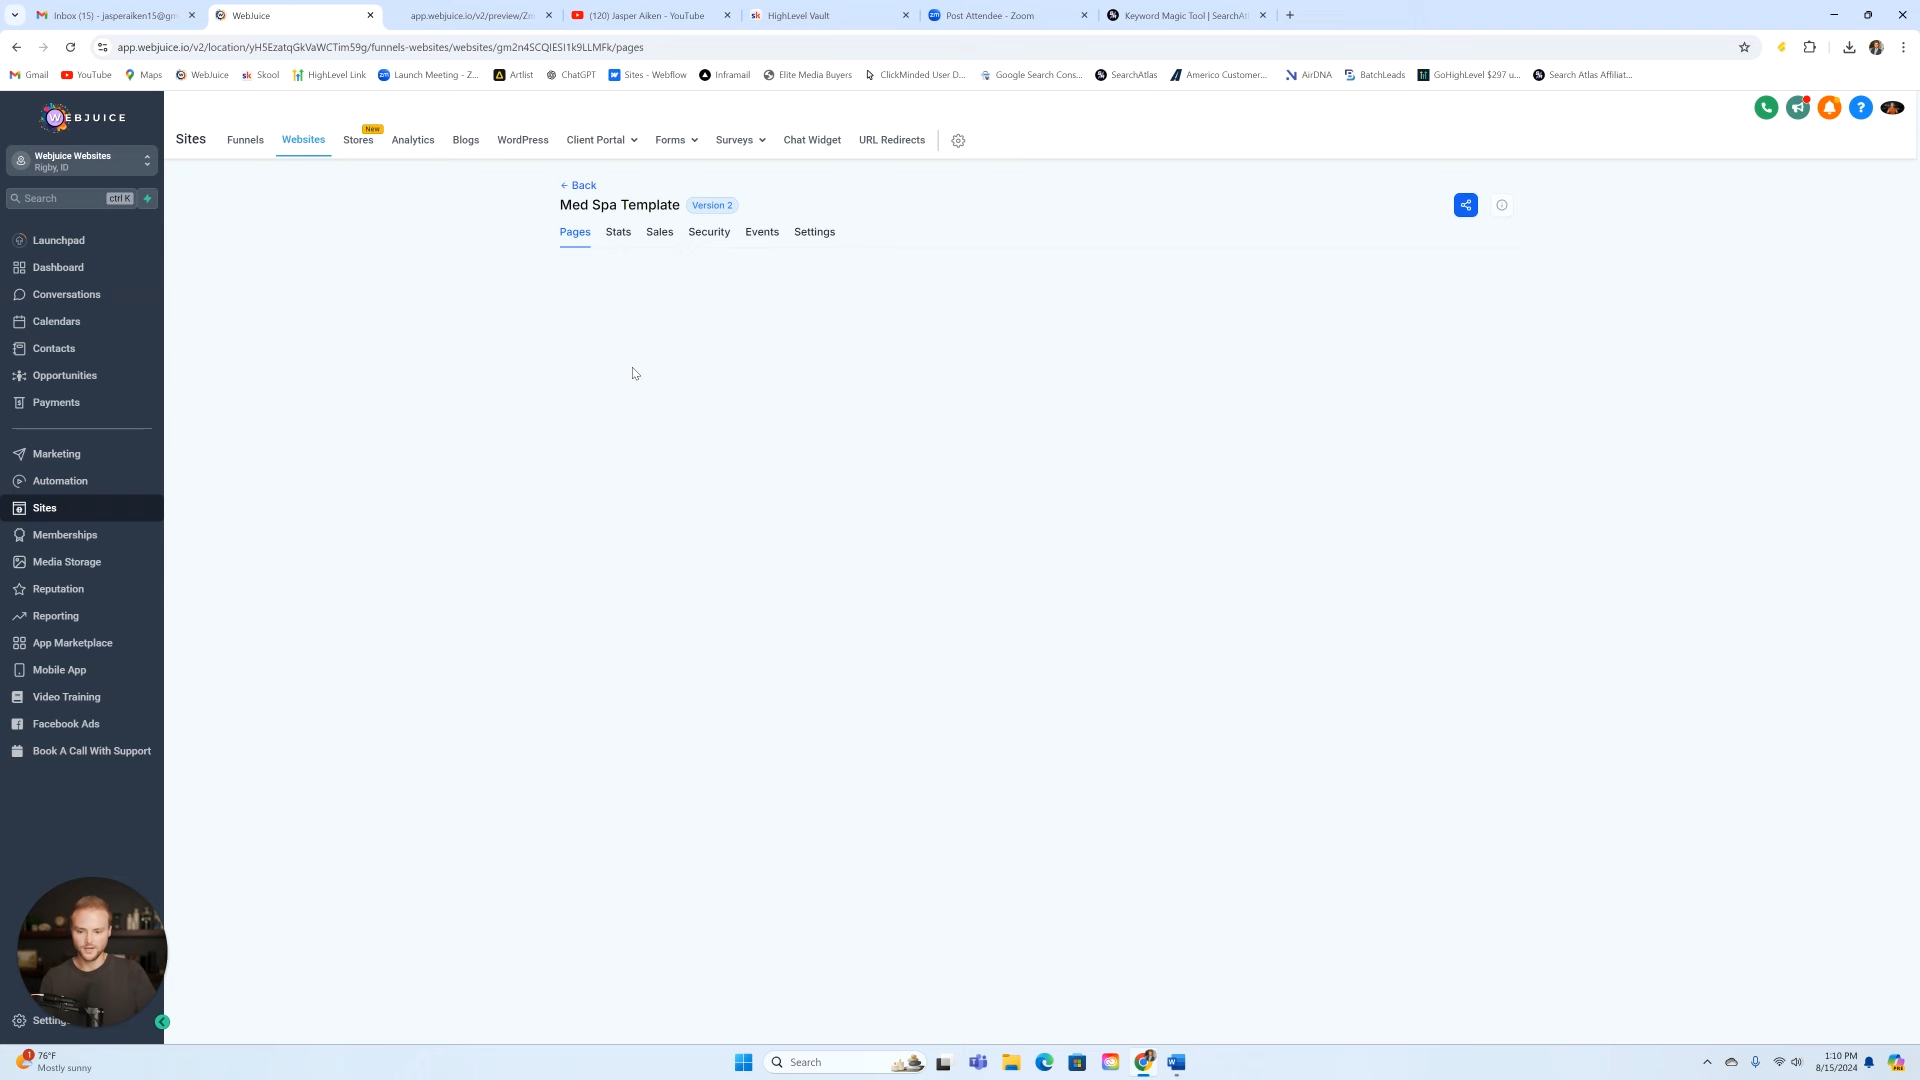 Inbox (15) - jasperaiken15@gm
WebJuice
app.webjuice.io/v2/preview/Zm
(120) Jasper Aiken - YouTube
HighLevel Vault
Post Attendee - Zoom
Keyword Magic Tool | SearchAtl
app.webjuice.io/v2/location/yH5EzatqGkVaWCTim59g/funnels-websites/websites/gm2n4SCQIESI1k9LLMFk/pages
Gmail
YouTube
Maps
WebJuice
Skool
HighLevel Link
Launch Meeting - Z...
Artlist
ChatGPT
Sites - Webflow
Inframail
Elite Media Buyers
ClickMinded User D...
Google Search Cons...
SearchAtlas
Americo Customer...
AirDNA
BatchLeads
GoHighLevel $297 u...
Search Atlas Affiliat...
WEBJUICE
Webjuice Websites
Rigby, ID
Search ctrl K
Sites
Funnels
Websites
Stores
New
Analytics
Blogs
WordPress
Client Portal
Forms
Surveys
Chat Widget
URL Redirects
← Back
Med Spa Template
Version 2
Pages
Stats
Sales
Security
Events
Settings
Launchpad
Dashboard
Conversations
Calendars
Contacts
Opportunities
Payments
Marketing
Automation
Sites
Memberships
Media Storage
Reputation
Reporting
App Marketplace
Mobile App
Video Training
Facebook Ads
Book A Call With Support
Setting
1
76°F
Mostly sunny
Search
1:10 PM
8/15/2024